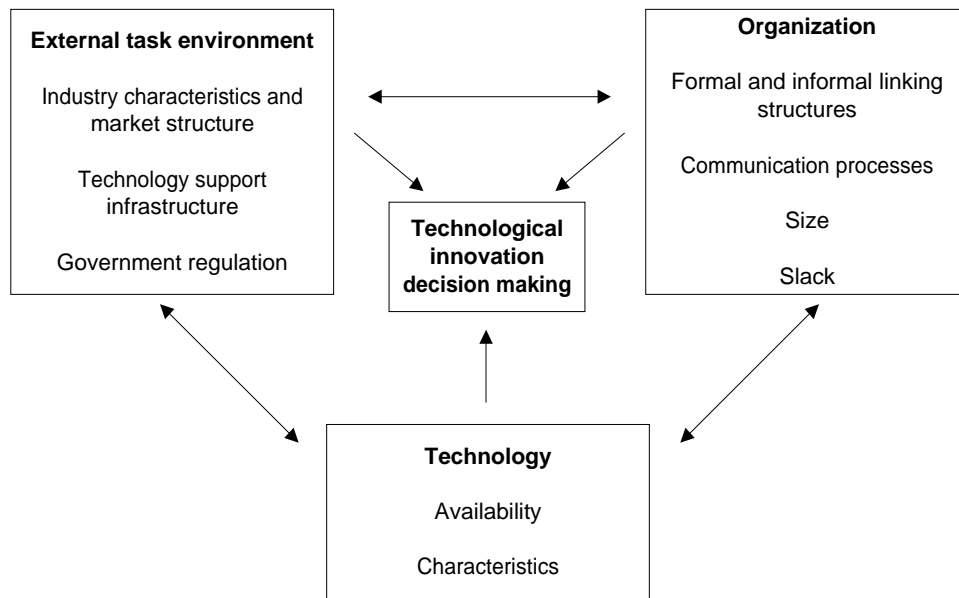 External task environment
Industry characteristics and
market structure
Technology support
infrastructure
Government regulation
Organization
Formal and informal linking
structures
Communication processes
Size
Slack
Technological
innovation
decision making
Technology
Availability
Characteristics